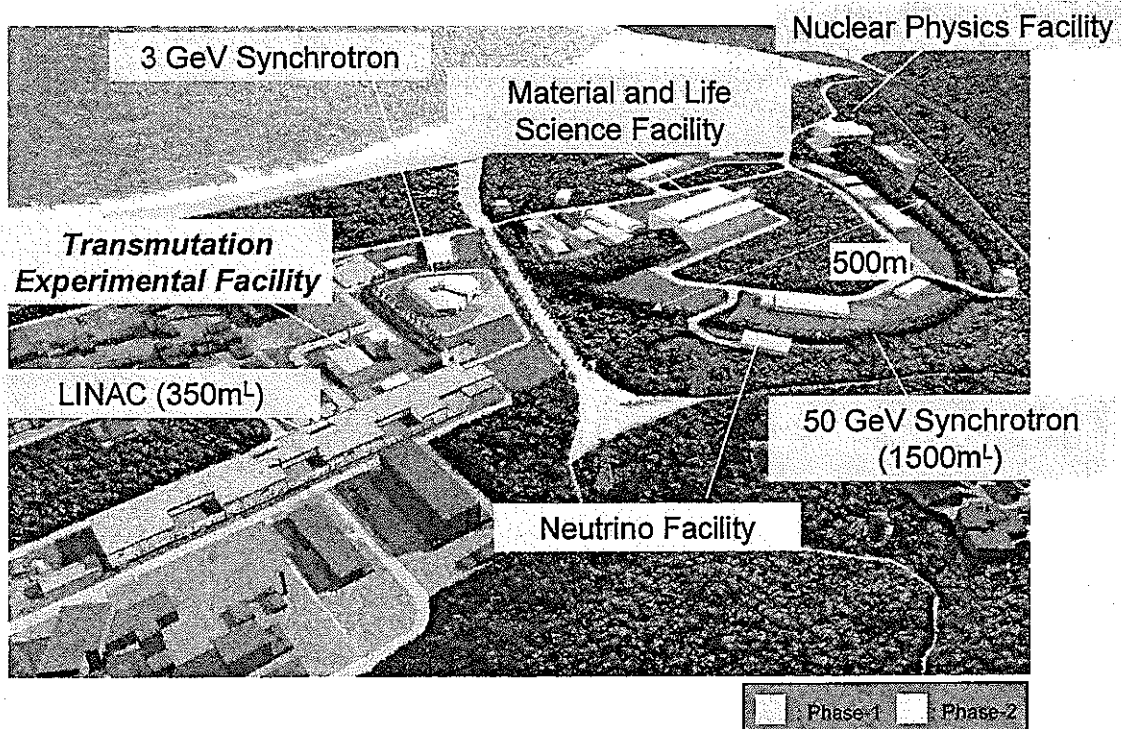 Nuclear Physics Facility
3 GeV Synchrotron
Material and Life
Science Facility
Transmutation
Experimental Facility
500m
LINAC (350mᴸ)
50 GeV Synchrotron
(1500mᴸ)
Neutrino Facility
: Phase-1 : Phase-2